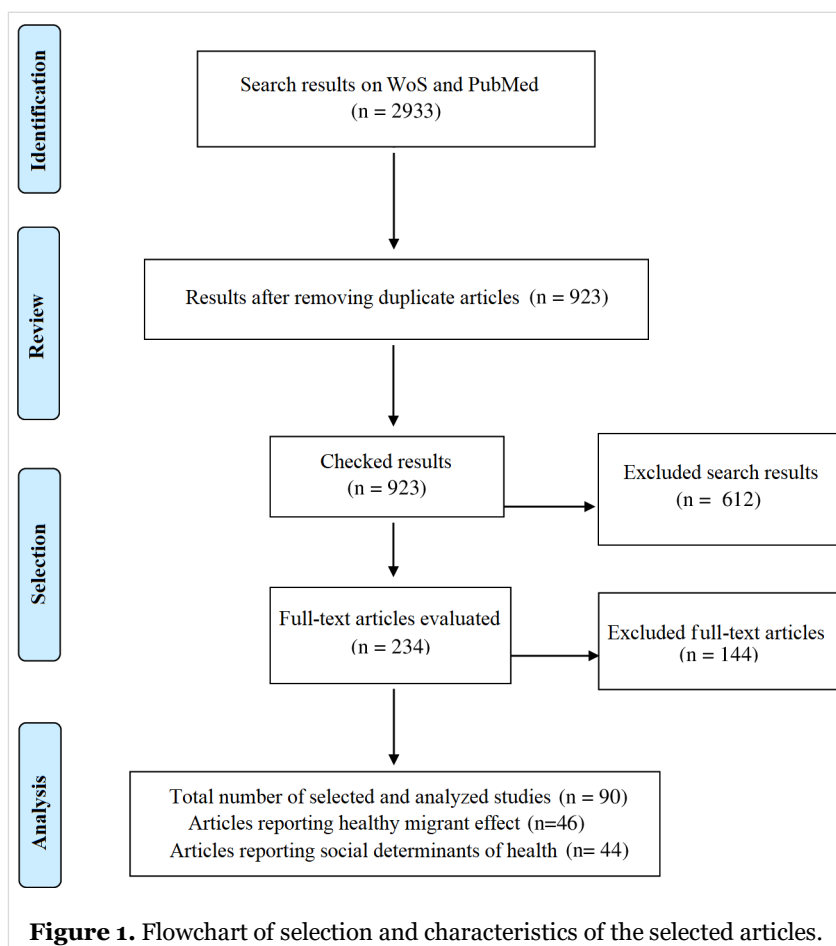 Identification
Search results on WoS and PubMed
(n = 2933)
Review
Results after removing duplicate articles (n = 923)
Selection
Checked results
(n = 923)
Excluded search results
(n = 612)
Full-text articles evaluated
(n = 234)
Excluded full-text articles
(n = 144)
Analysis
Total number of selected and analyzed studies (n = 90)
Articles reporting healthy migrant effect (n=46)
Articles reporting social determinants of health (n= 44)
Figure 1. Flowchart of selection and characteristics of the selected articles.